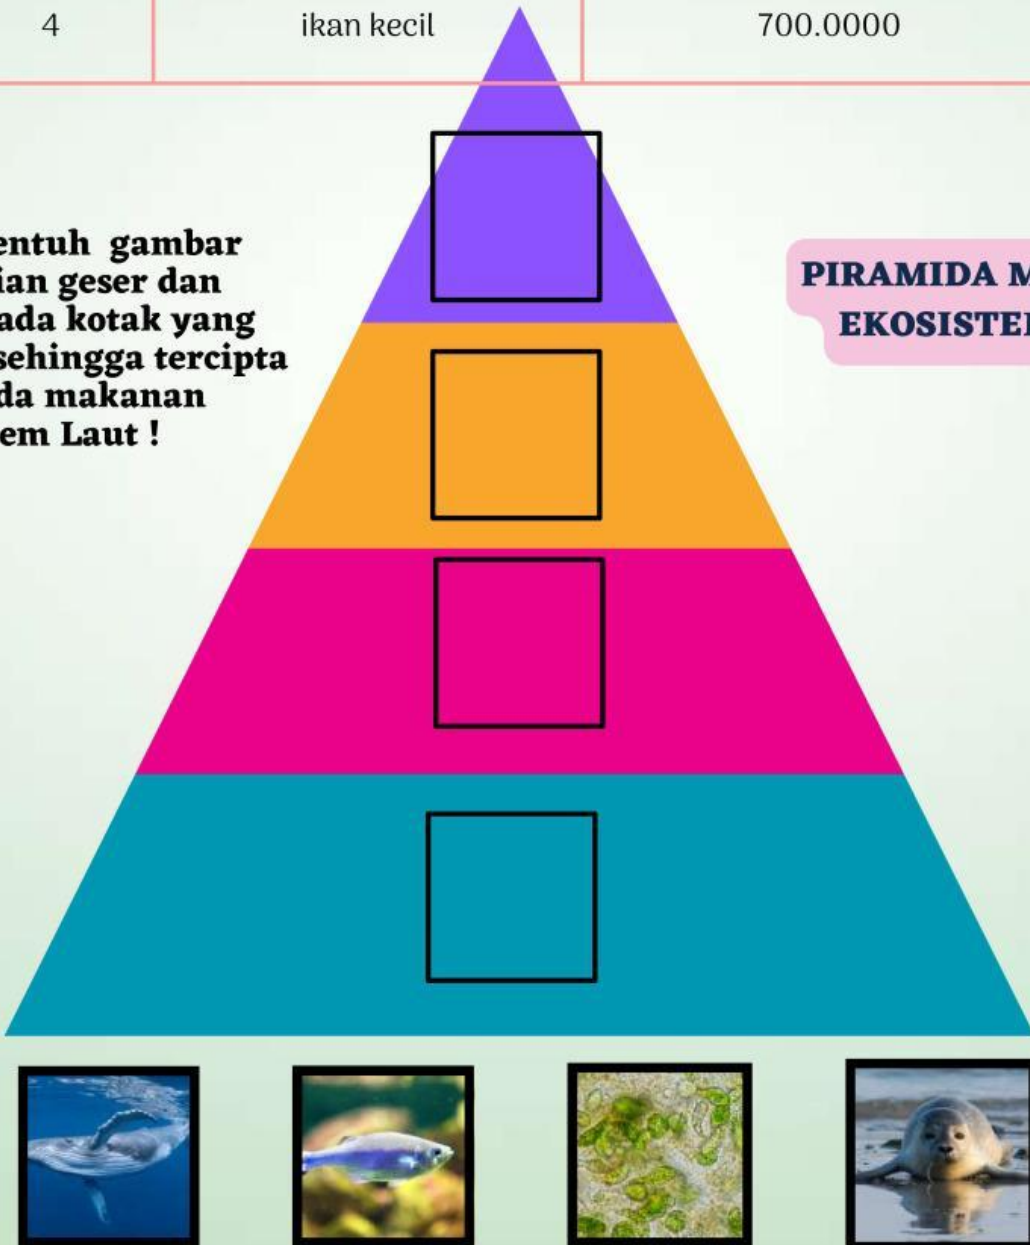 4 ikan kecil 700.0000
entuh gambar
ian geser dan
ada kotak yang
sehingga tercipta
da makanan
em Laut !
PIRAMIDA M
EKOSISTE